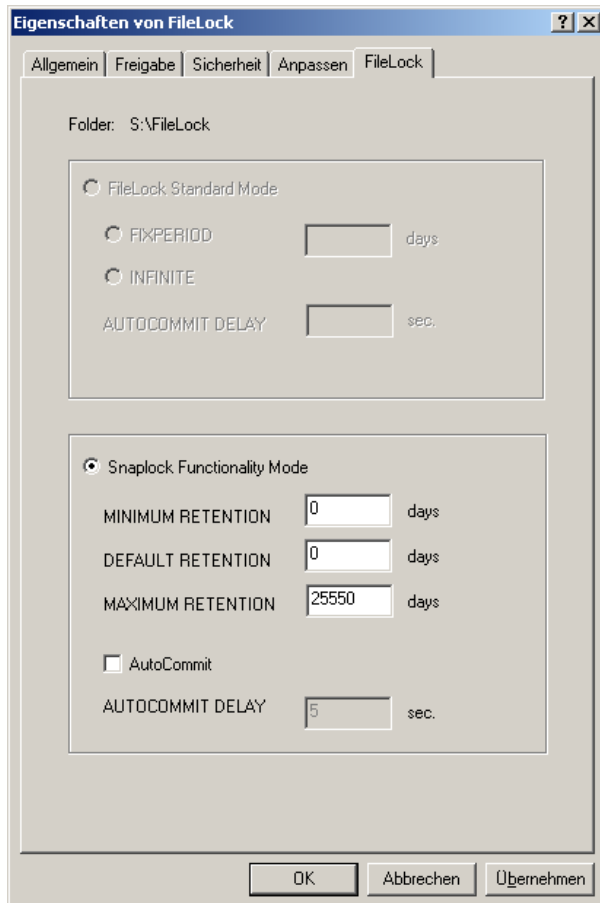 Eigenschaften von FileLock
Allgemein Freigabe Sicherheit Anpassen FileLock
Folder: S:\FileLock
FileLock Standard Mode
FIXPERIOD days
INFINITE
AUTOCOMMIT DELAY sec.
Snaplock Functionality Mode
MINIMUM RETENTION 0 days
DEFAULT RETENTION 0 days
MAXIMUM RETENTION 25550 days
AutoCommit
AUTOCOMMIT DELAY 5 sec.
OK Abbrechen Übernehmen